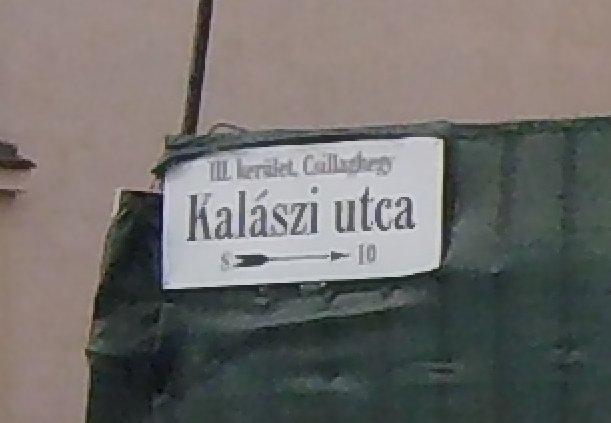 III. kerület, Csillaghegy
Kalászi utca
8 10